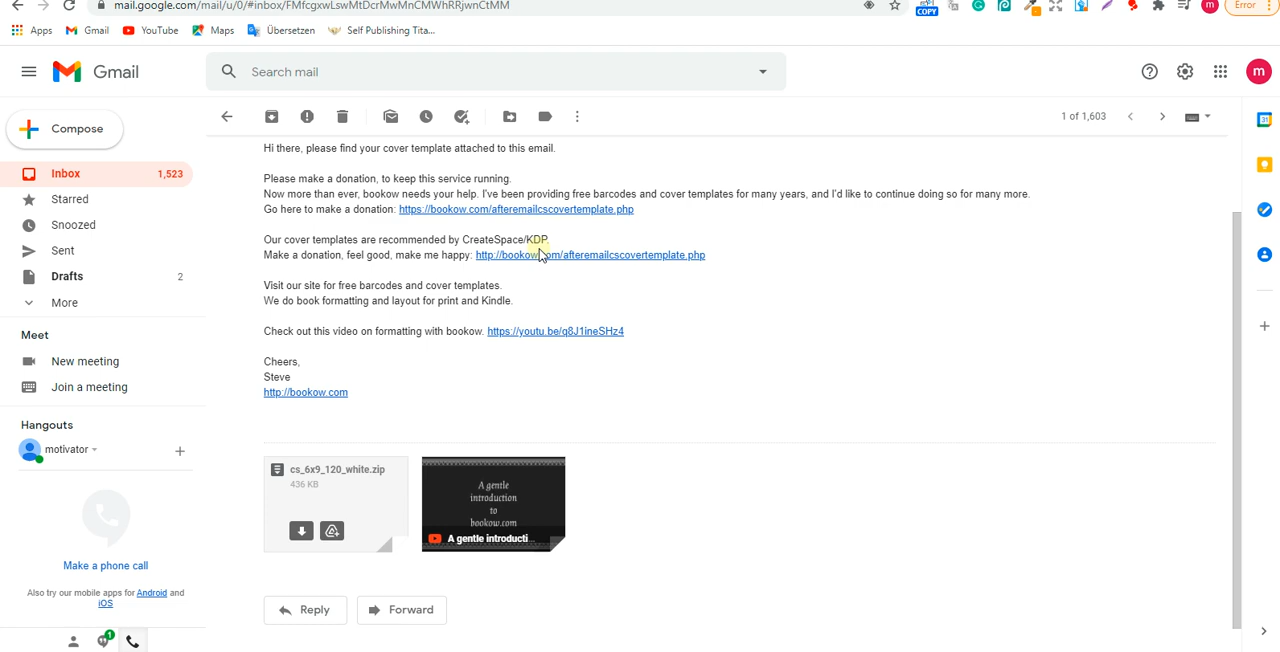 mail.google.com/mail/u/0/#inbox/FMfcgxwLswMtDcrMwMnCMWhRRjwnCtMM
COPY
m
Error
Apps
Gmail
YouTube
Maps
Übersetzen
Self Publishing Tita...
Gmail
Search mail
m
Compose
1 of 1,603
Inbox 1,523
Starred
Snoozed
Sent
Drafts 2
More
Meet
New meeting
Join a meeting
Hangouts
motivator
Make a phone call
Also try our mobile apps for Android and
iOS
1
Hi there, please find your cover template attached to this email.
Please make a donation, to keep this service running.
Now more than ever, bookow needs your help. I've been providing free barcodes and cover templates for many years, and I'd like to continue doing so for many more.
Go here to make a donation: https://bookow.com/afteremailcscovertemplate.php
Our cover templates are recommended by CreateSpace/KDP.
Make a donation, feel good, make me happy: http://bookow.com/afteremailcscovertemplate.php
Visit our site for free barcodes and cover templates.
We do book formatting and layout for print and Kindle.
Check out this video on formatting with bookow. https://youtu.be/q8J1ineSHz4
Cheers,
Steve
http://bookow.com
cs_6x9_120_white.zip
436 KB
A gentle
introduction
to
bookow.com
A gentle introducti...
Reply
Forward
31